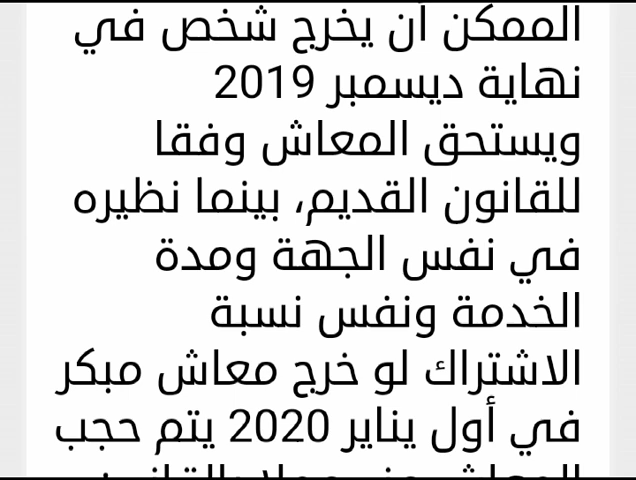 الممكن أن يخرج شخص في
نهاية ديسمبر 2019
ويستحق المعاش وفقا
للقانون القديم، بينما نظيره
في نفس الجهة ومدة
الخدمة ونفس نسبة
الاشتراك لو خرج معاش مبكر
في أول يناير 2020 يتم حجب